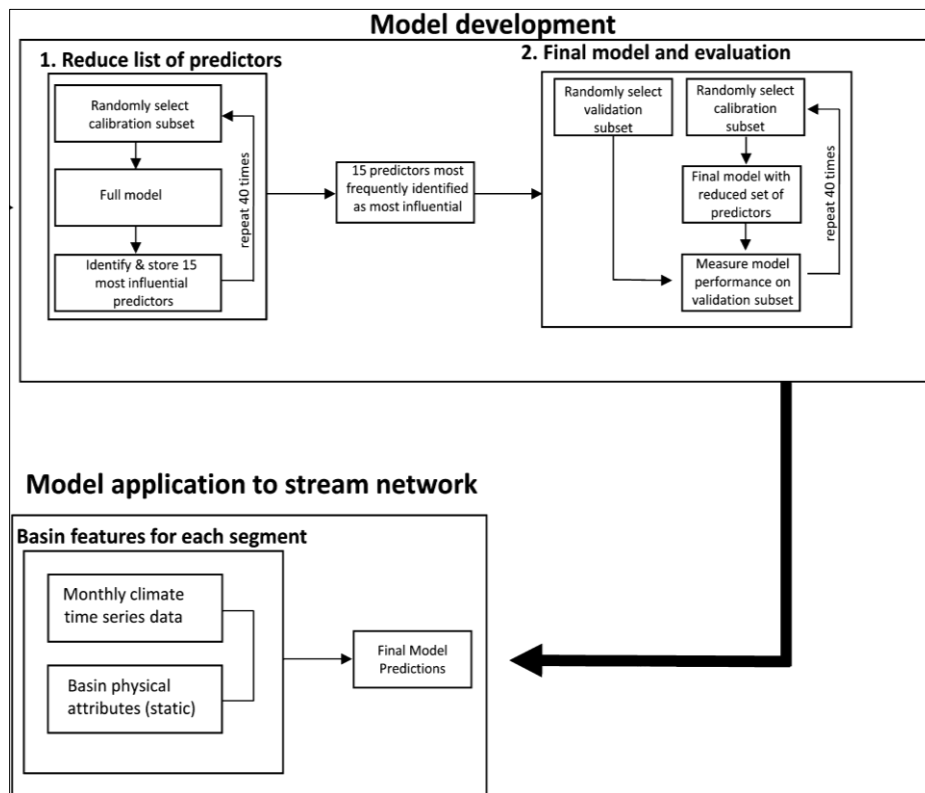 Model development
1. Reduce list of predictors
Randomly select
calibration subset
Full model
Identify & store 15
most influential
predictors
repeat 40 times
15 predictors most
frequently identified
as most influential
2. Final model and evaluation
Randomly select
validation
subset
Randomly select
calibration
subset
Final model with
reduced set of
predictors
Measure model
performance on
validation subset
repeat 40 times
Model application to stream network
Basin features for each segment
Monthly climate
time series data
Basin physical
attributes (static)
Final Model
Predictions